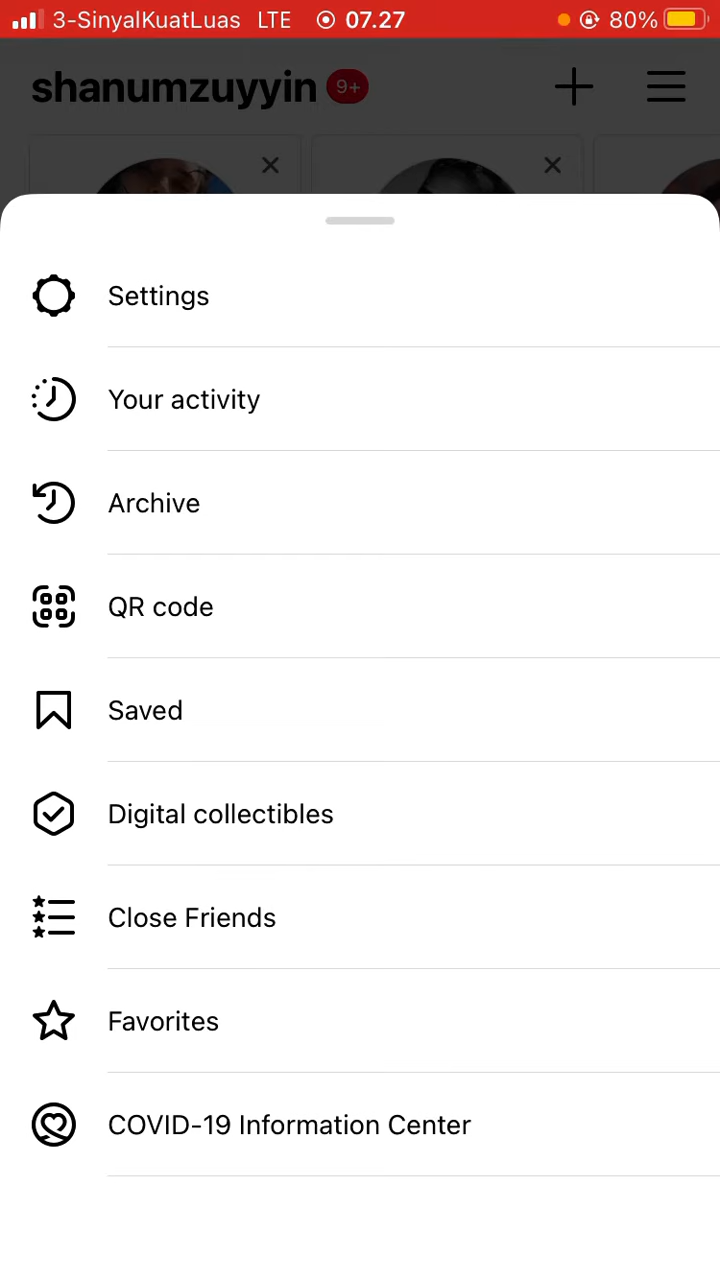 3-SinyalKuatLuas LTE 07.27 80%
shanumzuyyin 9+
Settings
Your activity
Archive
QR code
Saved
Digital collectibles
Close Friends
Favorites
COVID-19 Information Center